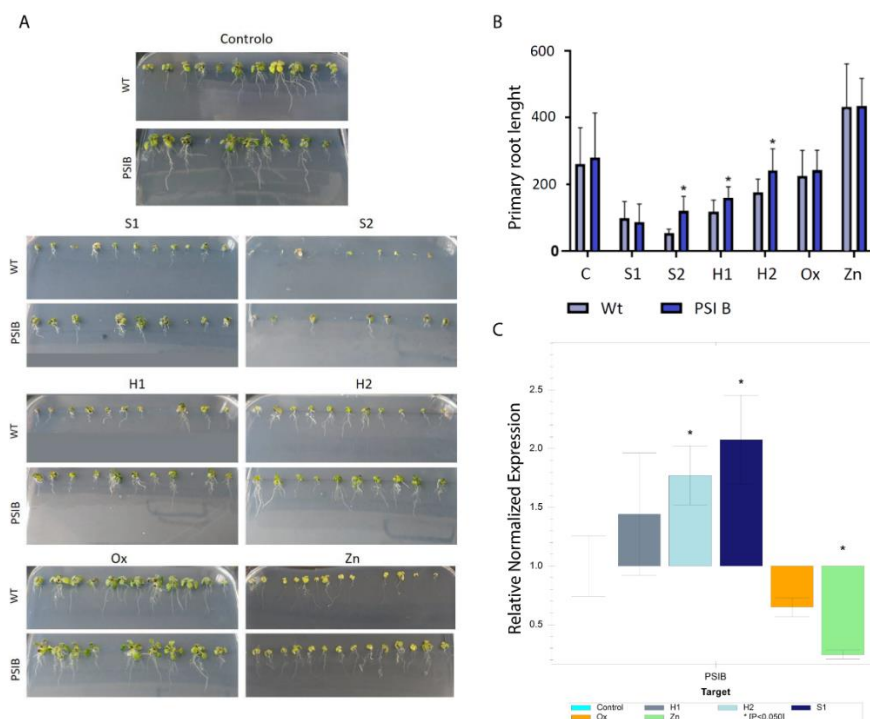 A
Controlo
WT
PSIB
S1
S2
WT
PSIB
H1
H2
WT
PSIB
Ox
Zn
WT
PSIB
B
Primary root lenght
600
400
200
0
*
*
*
C
S1
S2
H1
H2
Ox
Zn
Wt
PSI B
C
Relative Normalized Expression
2.5
2.0
1.5
1.0
0.5
*
*
*
PSIB
Target
Control
H1
H2
S1
Ox
Zn
* [P<0.050]